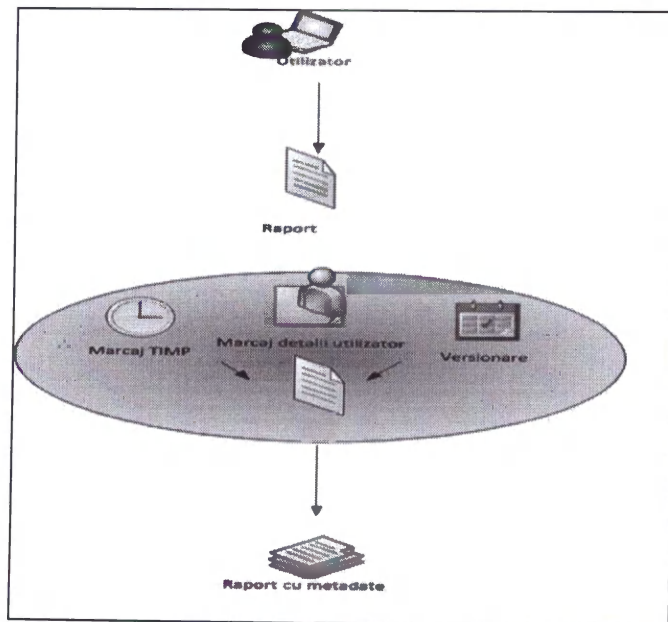 Utilizator
Raport
Marcaj TIMP
Marcaj detalii utilizator
Versionare
Raport cu metadate